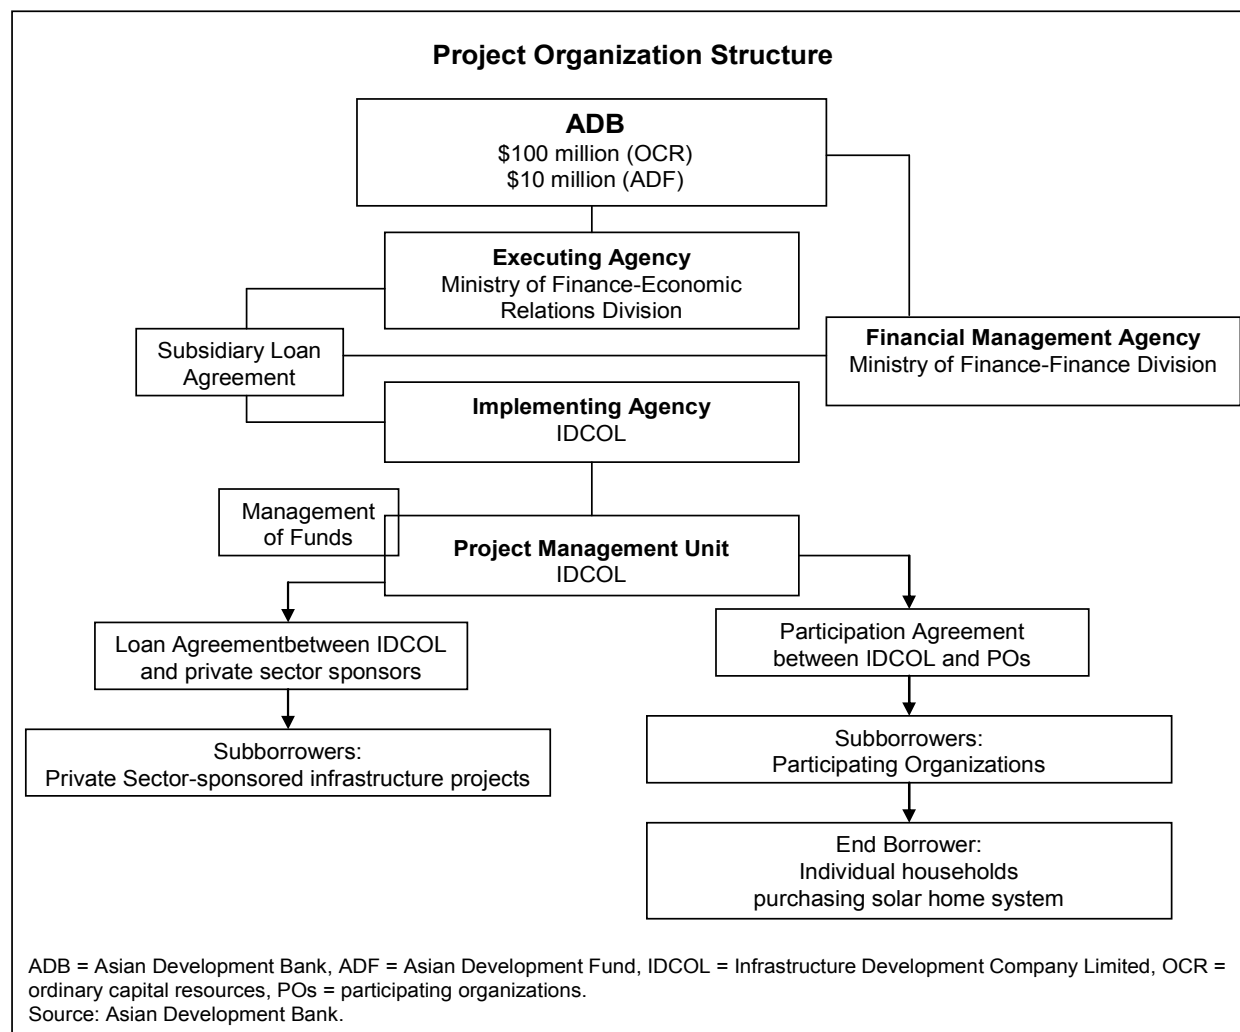 Project Organization Structure
ADB
$100 million (OCR)
$10 million (ADF)
Executing Agency
Ministry of Finance-Economic
Relations Division
Financial Management Agency
Ministry of Finance-Finance Division
Subsidiary Loan
Agreement
Implementing Agency
IDCOL
Management
of Funds
Project Management Unit
IDCOL
Loan Agreementbetween IDCOL
and private sector sponsors
Participation Agreement
between IDCOL and POs
Subborrowers:
Private Sector-sponsored infrastructure projects
Subborrowers:
Participating Organizations
End Borrower:
Individual households
purchasing solar home system
ADB = Asian Development Bank, ADF = Asian Development Fund, IDCOL = Infrastructure Development Company Limited, OCR =
ordinary capital resources, POs = participating organizations.
Source: Asian Development Bank.